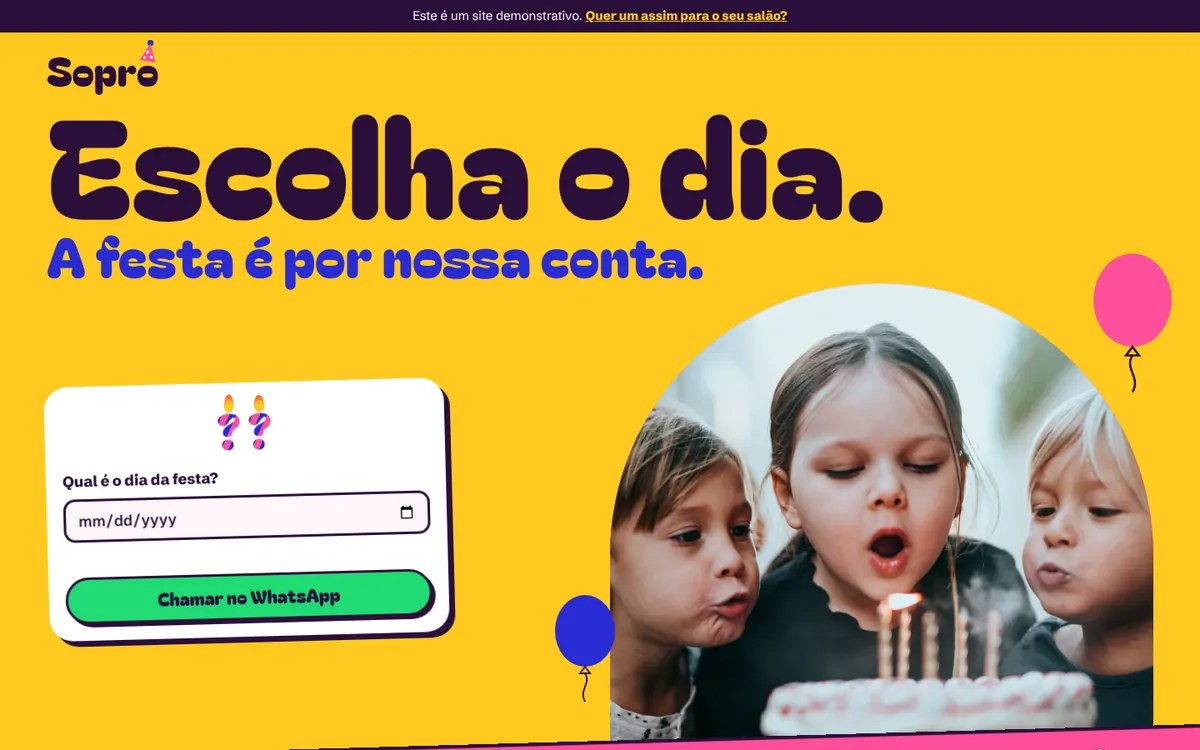 Este é um site demonstrativo. Quer um assim para o seu salão?
Sopro
Escolha o dia.
A festa é por nossa conta.
??
Qual é o dia da festa?
mm/dd/yyyy
Chamar no WhatsApp